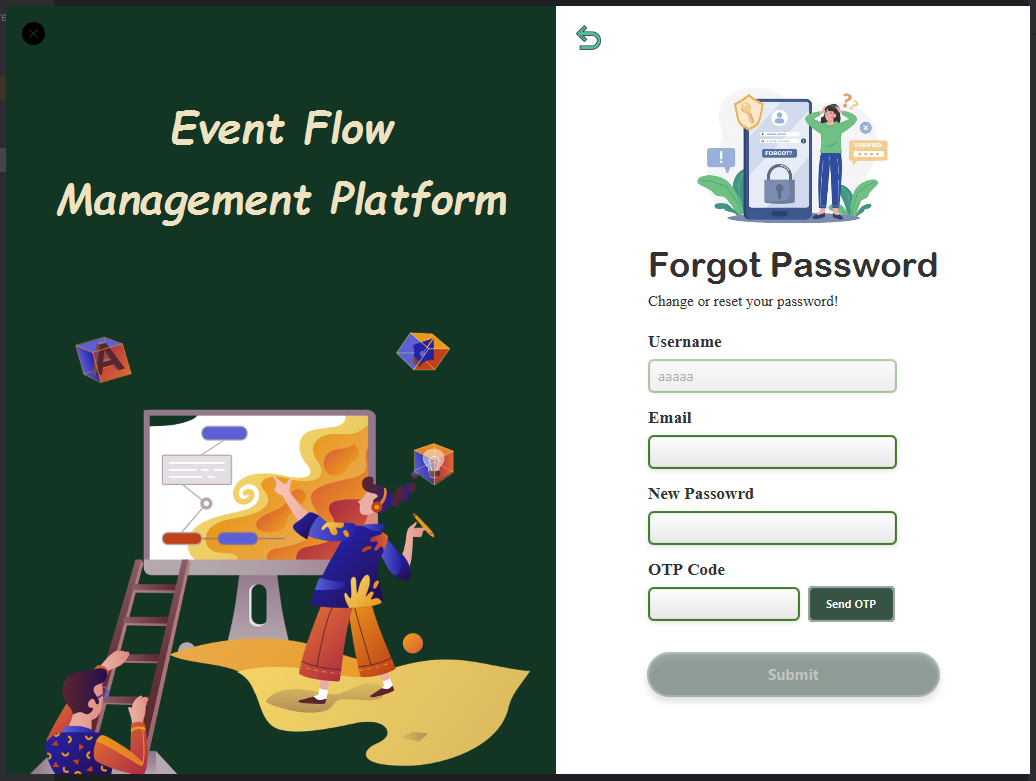 Event Flow
Management Platform
A
??
FORGOT?
!
VERIFIED
Forgot Password
Change or reset your password!
Username
aaaaa
Email
New Passowrd
OTP Code
Send OTP
Submit